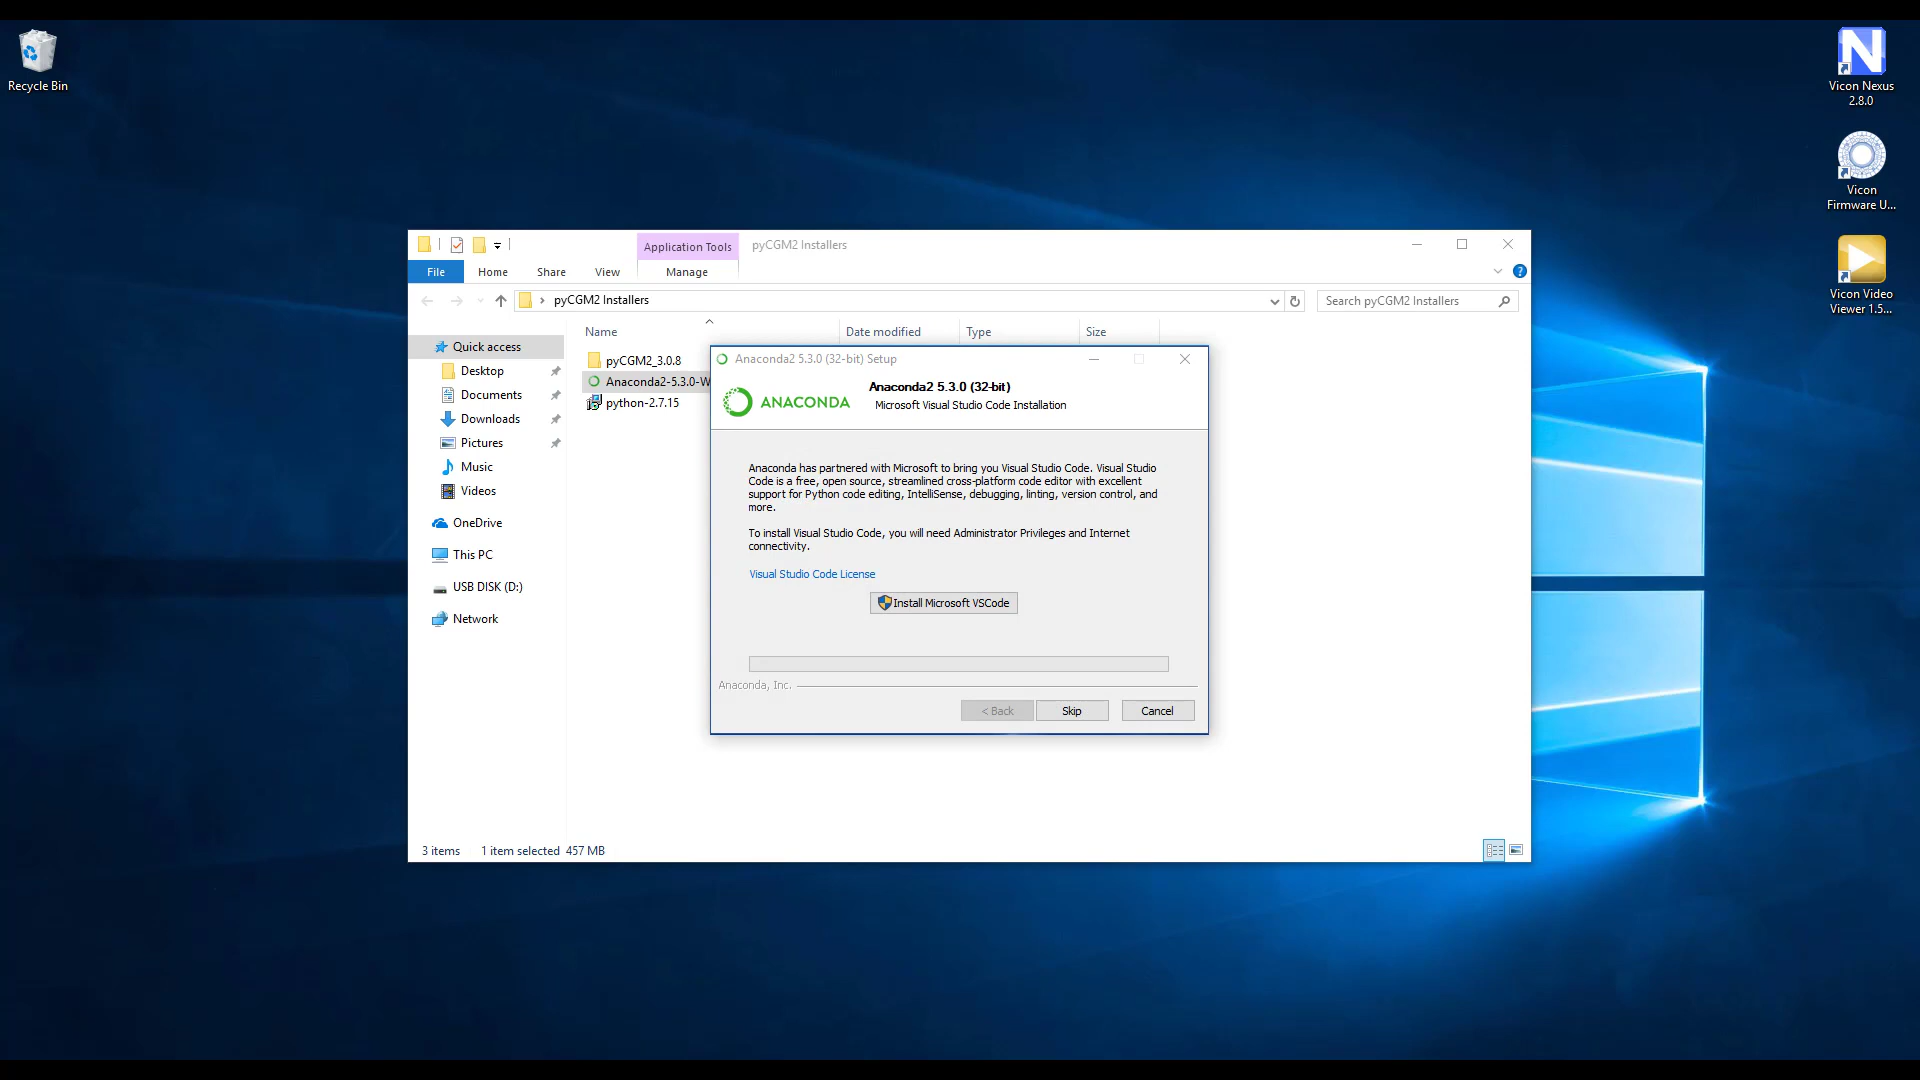 Recycle Bin
Vicon Nexus
2.8.0
Vicon
Firmware U...
Vicon Video
Viewer 1.5...
Application Tools
pyCGM2 Installers
File
Home
Share
View
Manage
pyCGM2 Installers
Search pyCGM2 Installers
Name
Date modified
Type
Size
Quick access
Desktop
Documents
Downloads
Pictures
Music
Videos
OneDrive
This PC
USB DISK (D:)
Network
pyCGM2_3.0.8
Anaconda2-5.3.0-W
python-2.7.15
Anaconda2 5.3.0 (32-bit) Setup
ANACONDA
Anaconda2 5.3.0 (32-bit)
Microsoft Visual Studio Code Installation
Anaconda has partnered with Microsoft to bring you Visual Studio Code. Visual Studio
Code is a free, open source, streamlined cross-platform code editor with excellent
support for Python code editing, IntelliSense, debugging, linting, version control, and
more.
To install Visual Studio Code, you will need Administrator Privileges and Internet
connectivity.
Visual Studio Code License
Install Microsoft VSCode
Anaconda, Inc.
< Back
Skip
Cancel
3 items
1 item selected 457 MB